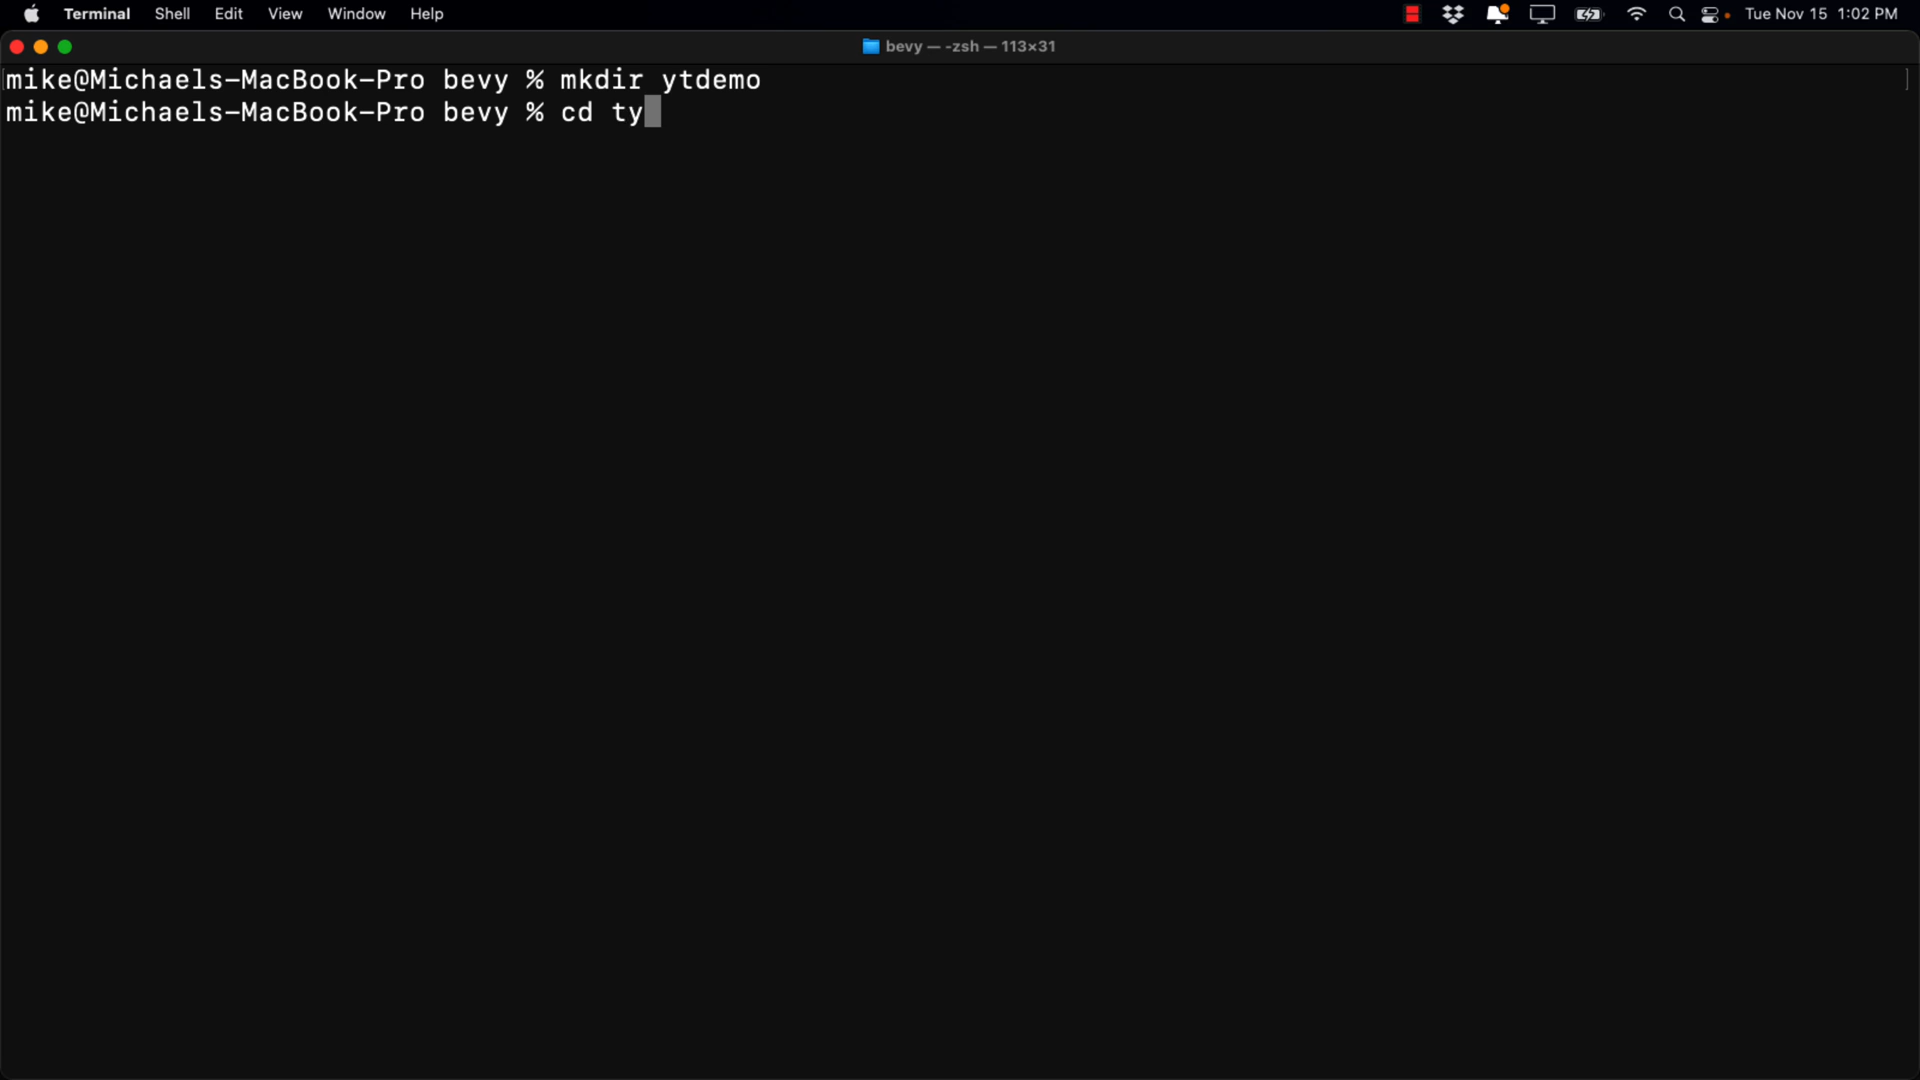 Terminal Shell Edit View Window Help Tue Nov 15 1:02 PM
bevy — -zsh — 113×31
mike@Michaels-MacBook-Pro bevy % mkdir ytdemo
mike@Michaels-MacBook-Pro bevy % cd ty